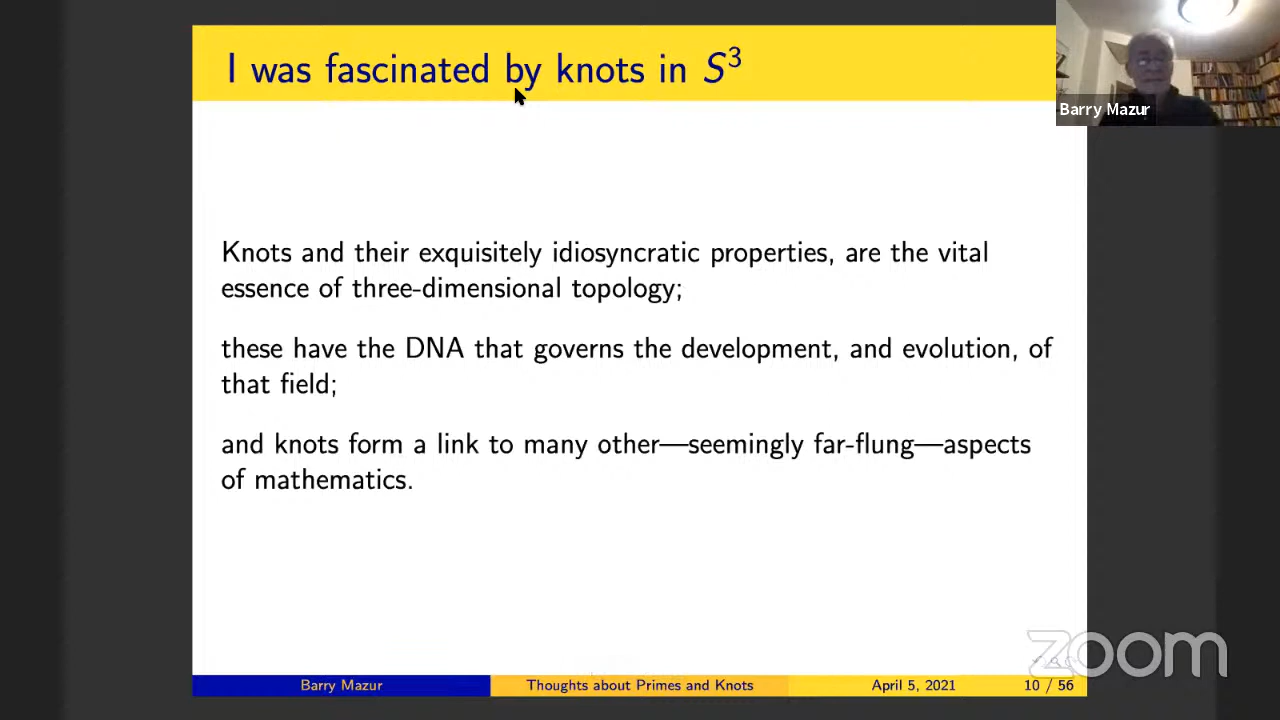 I was fascinated by knots in S³
Barry Mazur
Knots and their exquisitely idiosyncratic properties, are the vital
essence of three-dimensional topology;
these have the DNA that governs the development, and evolution, of
that field;
and knots form a link to many other—seemingly far-flung—aspects
of mathematics.
zoom
Barry Mazur
Thoughts about Primes and Knots
April 5, 2021
10 / 56